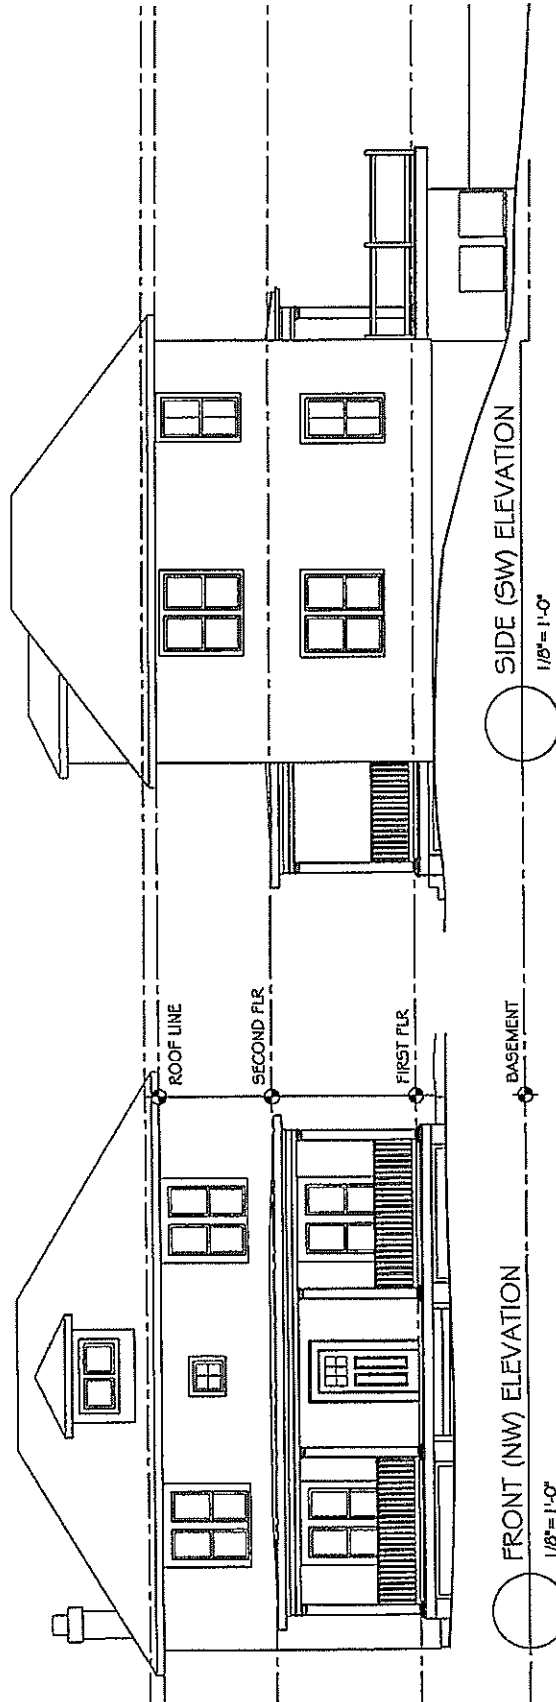 ROOF LINE
SECOND FLR
FIRST FLR
BASEMENT
FRONT (NW) ELEVATION
1/8"= 1'-0"
SIDE (SW) ELEVATION
1/8"= 1'-0"